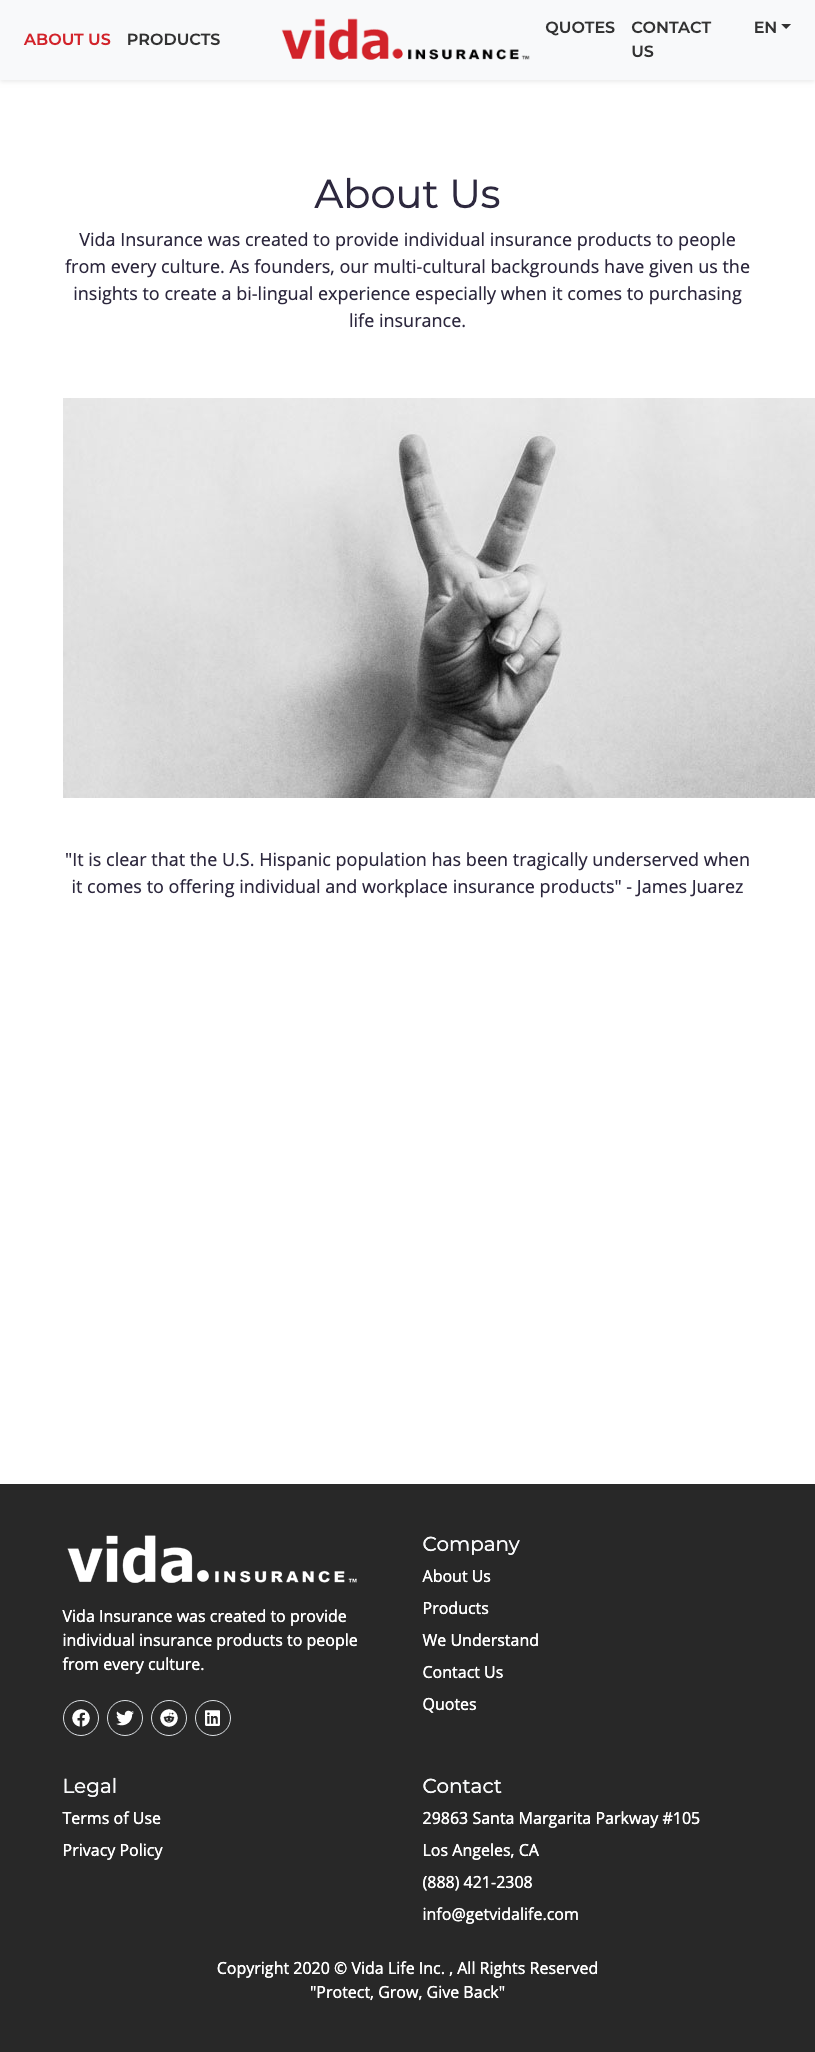 ABOUT US
PRODUCTS
vida.INSURANCE™
QUOTES
CONTACT
US
EN
About Us
Vida Insurance was created to provide individual insurance products to people
from every culture. As founders, our multi-cultural backgrounds have given us the
insights to create a bi-lingual experience especially when it comes to purchasing
life insurance.
"It is clear that the U.S. Hispanic population has been tragically underserved when
it comes to offering individual and workplace insurance products" - James Juarez
vida.INSURANCE™
Vida Insurance was created to provide
individual insurance products to people
from every culture.
Company
About Us
Products
We Understand
Contact Us
Quotes
Legal
Terms of Use
Privacy Policy
Contact
29863 Santa Margarita Parkway #105
Los Angeles, CA
(888) 421-2308
info@getvidalife.com
Copyright 2020 © Vida Life Inc. , All Rights Reserved
"Protect, Grow, Give Back"